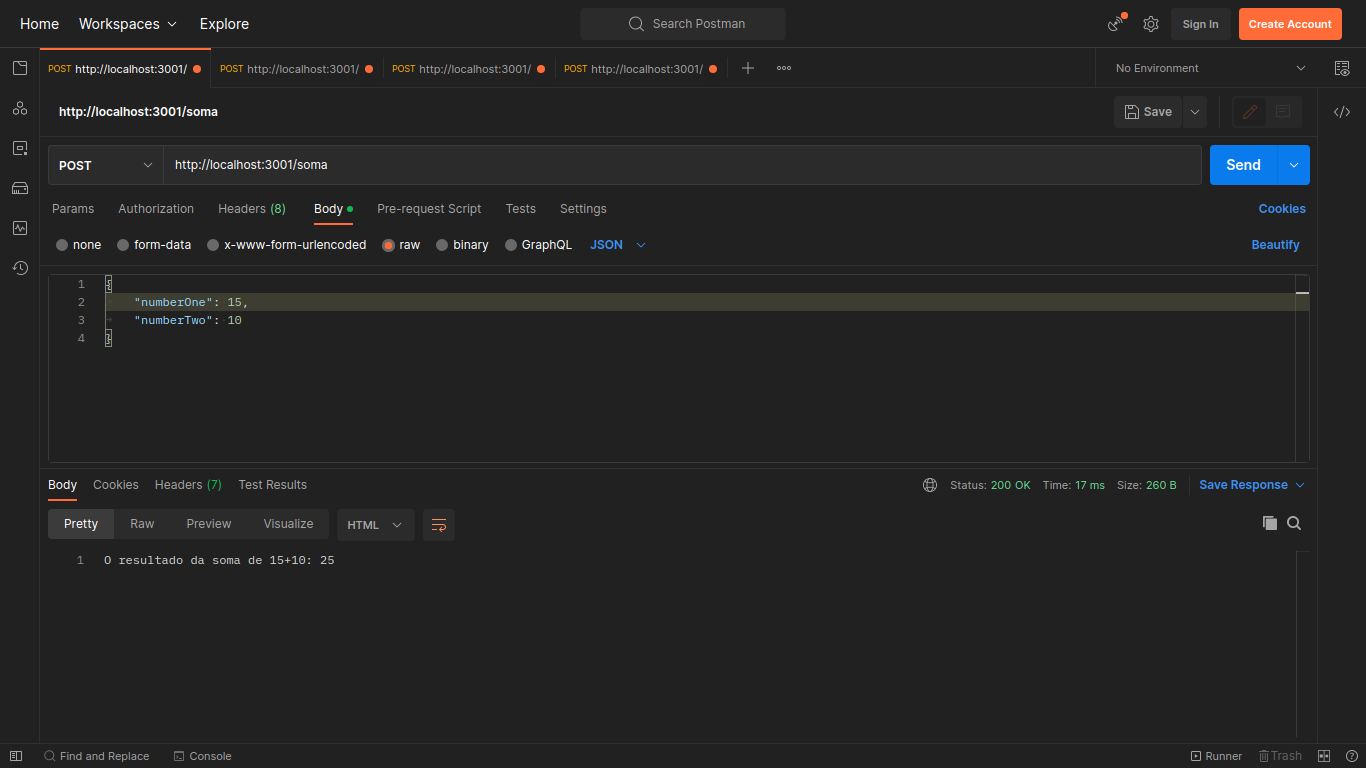 Home Workspaces Explore Search Postman Sign In Create Account
POST http://localhost:3001/ POST http://localhost:3001/ POST http://localhost:3001/ POST http://localhost:3001/ No Environment
http://localhost:3001/soma Save
POST http://localhost:3001/soma Send
Params Authorization Headers (8) Body Pre-request Script Tests Settings Cookies
none form-data x-www-form-urlencoded raw binary GraphQL JSON Beautify
1 {
2 "numberOne": 15,
3 "numberTwo": 10
4 }
Body Cookies Headers (7) Test Results Status: 200 OK Time: 17 ms Size: 260 B Save Response
Pretty Raw Preview Visualize HTML
1 O resultado da soma de 15+10: 25
Find and Replace Console Runner Trash